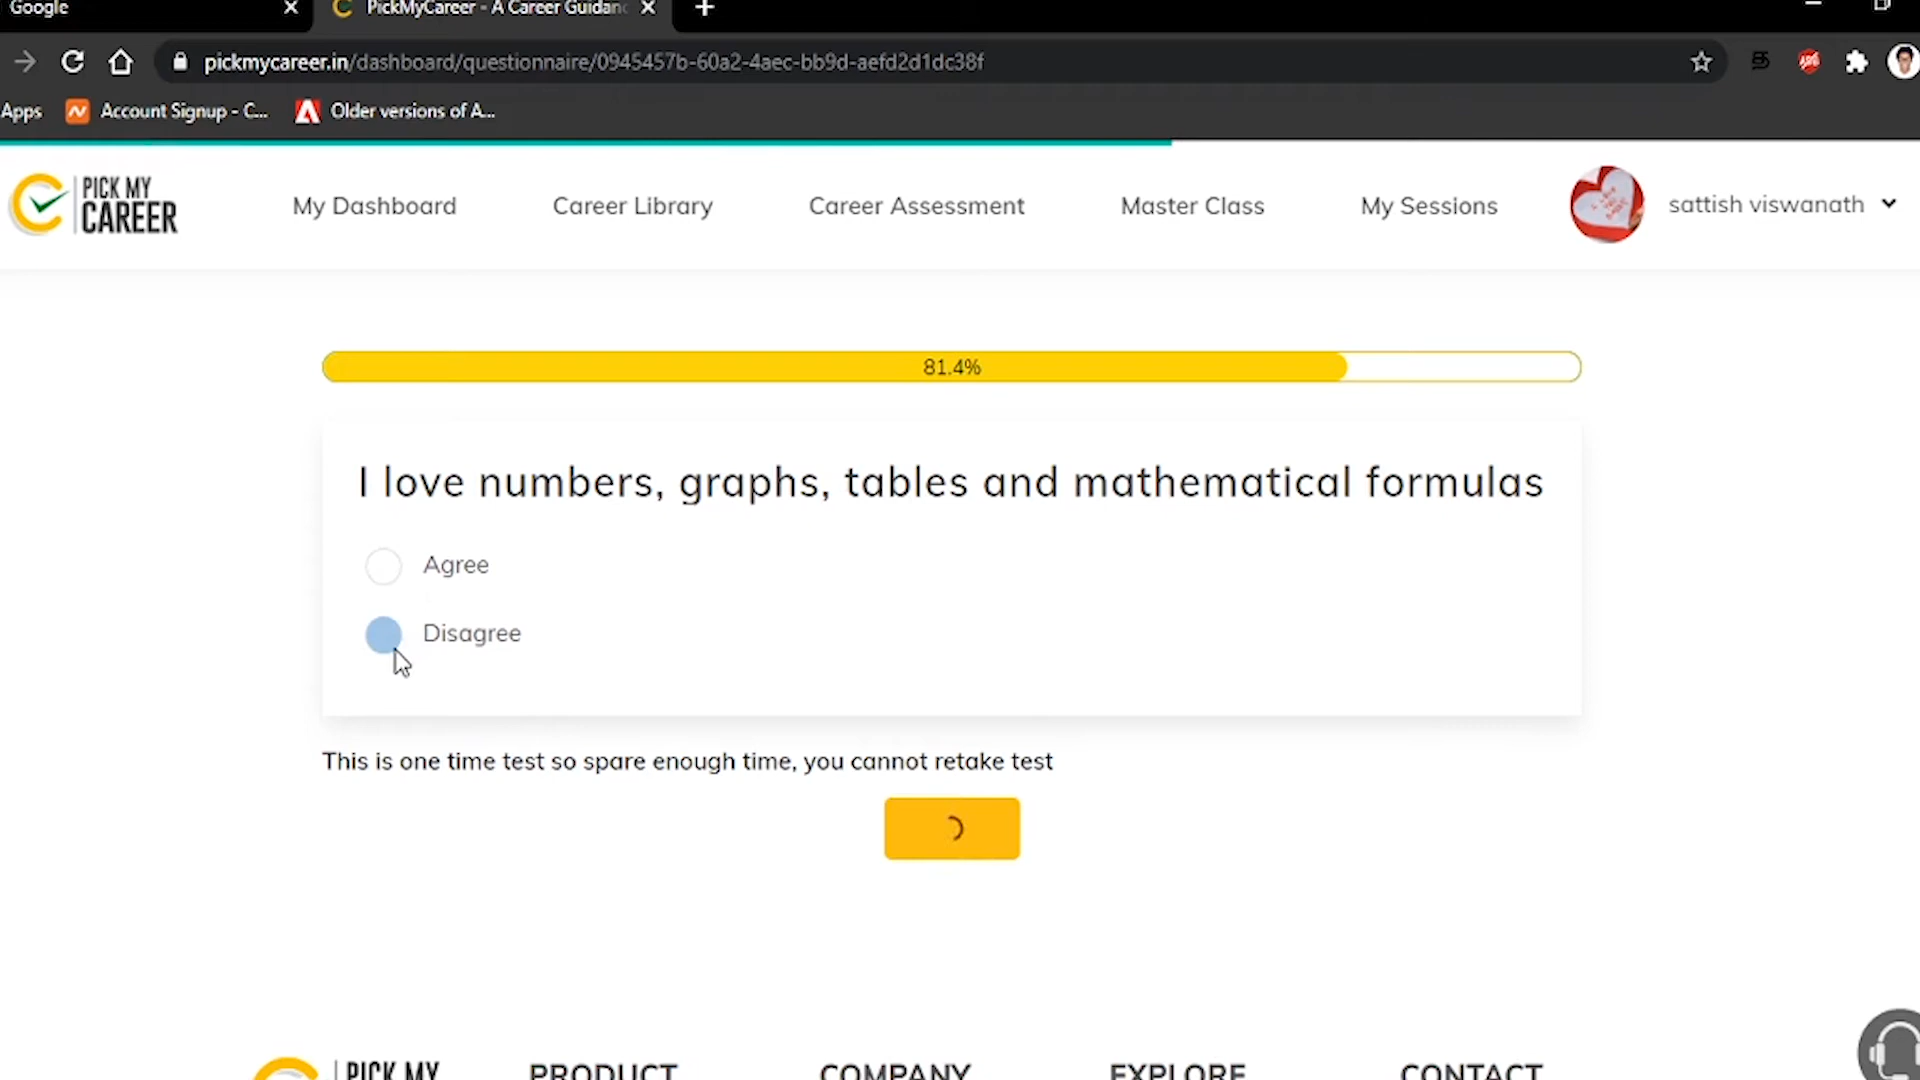 Google
PickMyCareer - A Career Guidanc
pickmycareer.in/dashboard/questionnaire/0945457b-60a2-4aec-bb9d-aefd2d1dc38f
Apps
Account Signup - C...
Older versions of A...
PICK MY
CAREER
My Dashboard
Career Library
Career Assessment
Master Class
My Sessions
sattish viswanath
81.4%
I love numbers, graphs, tables and mathematical formulas
Agree
Disagree
This is one time test so spare enough time, you cannot retake test
PICK MY
PRODUCT
COMPANY
EXPLORE
CONTACT